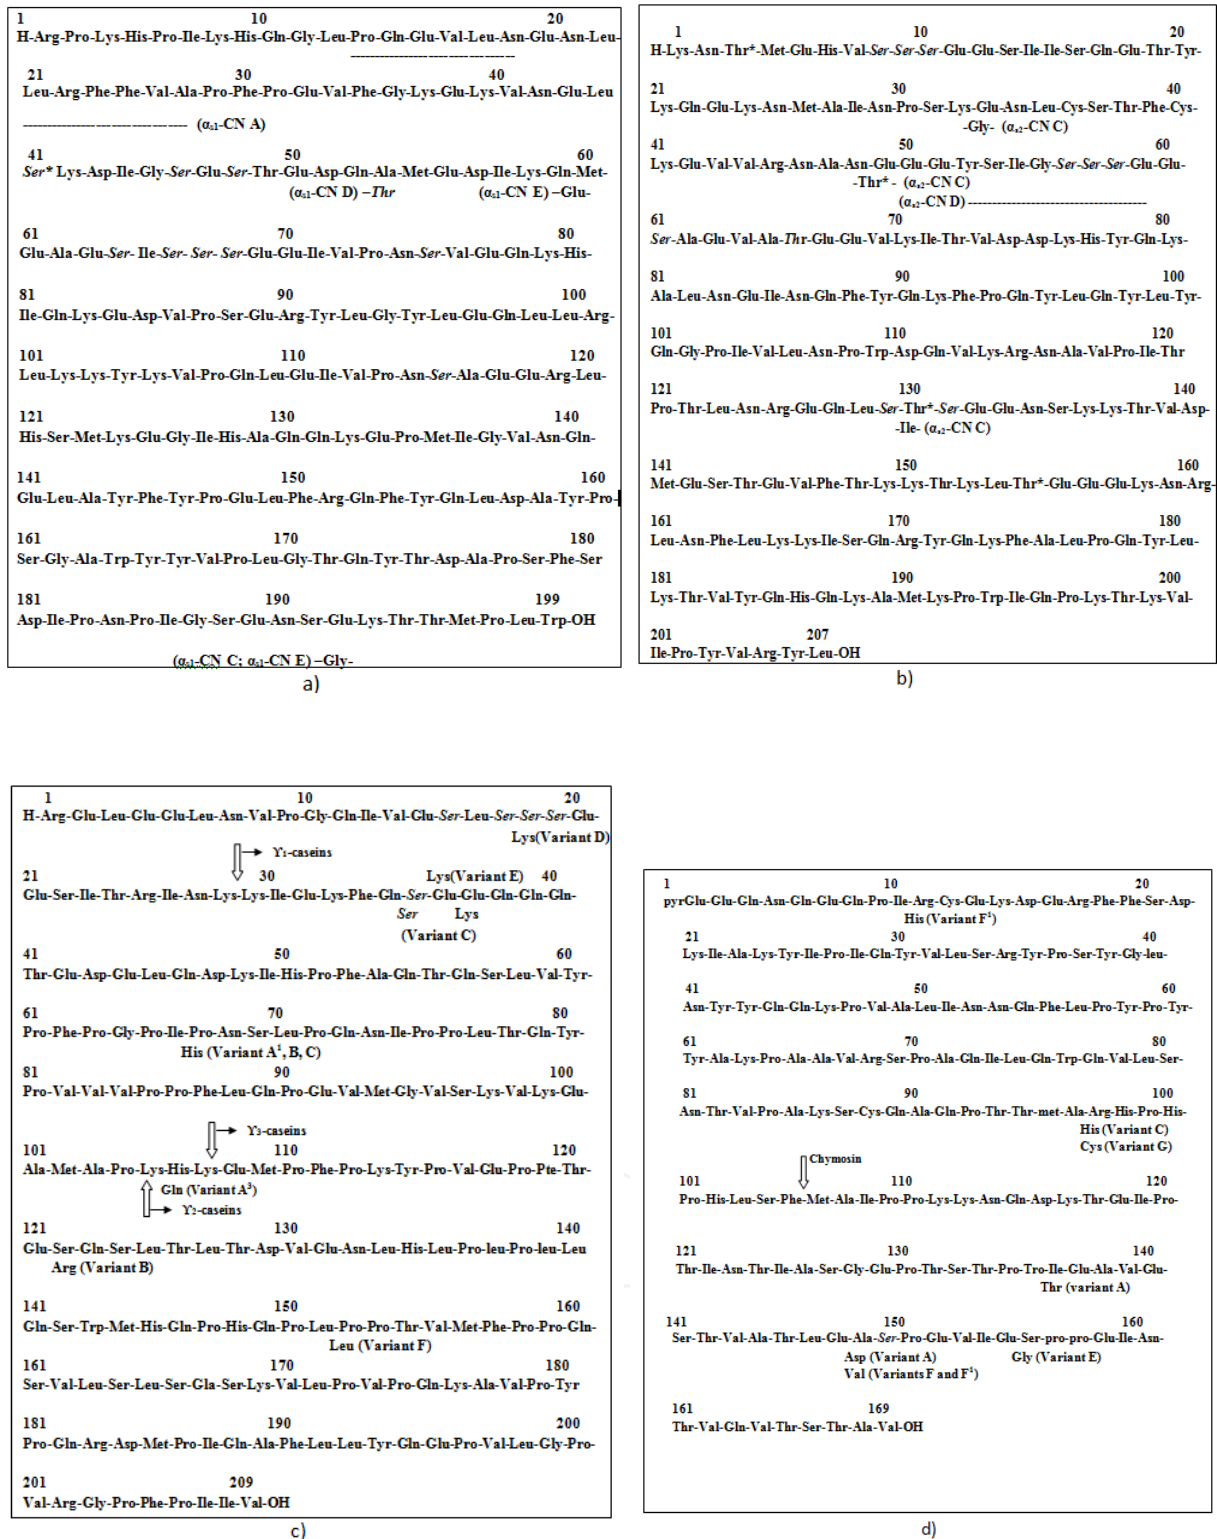 1 10 20
H-Arg-Pro-Lys-His-Pro-Ile-Lys-His-Gln-Gly-Leu-Pro-Gln-Glu-Val-Leu-Asn-Glu-Asn-Leu-
21 30 40
Leu-Arg-Phe-Phe-Val-Ala-Pro-Phe-Pro-Glu-Val-Phe-Gly-Lys-Glu-Lys-Val-Asn-Glu-Leu
(αs1-CN A)
41 50 60
Ser* Lys-Asp-Ile-Gly-Ser-Glu-Ser-Thr-Glu-Asp-Gln-Ala-Met-Glu-Asp-Ile-Lys-Gln-Met-
(αs1-CN D) –Thr (αs1-CN E) –Glu-
61 70 80
Glu-Ala-Glu-Ser- Ile-Ser- Ser- Ser-Glu-Glu-Ile-Val-Pro-Asn-Ser-Val-Glu-Gln-Lys-His-
81 90 100
Ile-Gln-Lys-Glu-Asp-Val-Pro-Ser-Glu-Arg-Tyr-Leu-Gly-Tyr-Leu-Glu-Gln-Leu-Leu-Arg-
101 110 120
Leu-Lys-Lys-Tyr-Lys-Val-Pro-Gln-Leu-Glu-Ile-Val-Pro-Asn-Ser-Ala-Glu-Glu-Arg-Leu-
121 130 140
His-Ser-Met-Lys-Glu-Gly-Ile-His-Ala-Gln-Gln-Lys-Glu-Pro-Met-Ile-Gly-Val-Asn-Gln-
141 150 160
Glu-Leu-Ala-Tyr-Phe-Tyr-Pro-Glu-Leu-Phe-Arg-Gln-Phe-Tyr-Gln-Leu-Asp-Ala-Tyr-Pro-
161 170 180
Ser-Gly-Ala-Trp-Tyr-Tyr-Val-Pro-Leu-Gly-Thr-Gln-Tyr-Thr-Asp-Ala-Pro-Ser-Phe-Ser
181 190 199
Asp-Ile-Pro-Asn-Pro-Ile-Gly-Ser-Glu-Asn-Ser-Glu-Lys-Thr-Thr-Met-Pro-Leu-Trp-OH
(αs1-CN C; αs1-CN E) –Gly-
a)
1 10 20
H-Lys-Asn-Thr*-Met-Glu-His-Val-Ser-Ser-Ser-Glu-Glu-Ser-Ile-Ile-Ser-Gln-Glu-Thr-Tyr-
21 30 40
Lys-Gln-Glu-Lys-Asn-Met-Ala-Ile-Asn-Pro-Ser-Lys-Glu-Asn-Leu-Cys-Ser-Thr-Phe-Cys-
-Gly- (αs2-CN C)
41 50 60
Lys-Glu-Val-Val-Arg-Asn-Ala-Asn-Glu-Glu-Glu-Tyr-Ser-Ile-Gly-Ser-Ser-Ser-Glu-Glu-
-Thr* - (αs2-CN C)
(αs2-CN D) ------------------------------------
61 70 80
Ser-Ala-Glu-Val-Ala-Thr-Glu-Glu-Val-Lys-Ile-Thr-Val-Asp-Asp-Lys-His-Tyr-Gln-Lys-
81 90 100
Ala-Leu-Asn-Glu-Ile-Asn-Gln-Phe-Tyr-Gln-Lys-Phe-Pro-Gln-Tyr-Leu-Gln-Tyr-Leu-Tyr-
101 110 120
Gln-Gly-Pro-Ile-Val-Leu-Asn-Pro-Trp-Asp-Gln-Val-Lys-Arg-Asn-Ala-Val-Pro-Ile-Thr
121 130 140
Pro-Thr-Leu-Asn-Arg-Glu-Gln-Leu-Ser-Thr*-Ser-Glu-Glu-Asn-Ser-Lys-Lys-Thr-Val-Asp-
-Ile- (αs2-CN C)
141 150 160
Met-Glu-Ser-Thr-Glu-Val-Phe-Thr-Lys-Lys-Thr-Lys-Leu-Thr*-Glu-Glu-Glu-Lys-Asn-Arg-
161 170 180
Leu-Asn-Phe-Leu-Lys-Lys-Ile-Ser-Gln-Arg-Tyr-Gln-Lys-Phe-Ala-Leu-Pro-Gln-Tyr-Leu-
181 190 200
Lys-Thr-Val-Tyr-Gln-His-Gln-Lys-Ala-Met-Lys-Pro-Trp-Ile-Gln-Pro-Lys-Thr-Lys-Val-
201 207
Ile-Pro-Tyr-Val-Arg-Tyr-Leu-OH
b)
1 10 20
H-Arg-Glu-Leu-Glu-Glu-Leu-Asn-Val-Pro-Gly-Gln-Ile-Val-Glu-Ser-Leu-Ser-Ser-Ser-Glu-
Lys(Variant D)
ϒ1-caseins
21 30 Lys(Variant E) 40
Glu-Ser-Ile-Thr-Arg-Ile-Asn-Lys-Lys-Ile-Glu-Lys-Phe-Gln-Ser-Glu-Glu-Gln-Gln-Gln-
Ser Lys
(Variant C)
41 50 60
Thr-Glu-Asp-Glu-Leu-Gln-Asp-Lys-Ile-His-Pro-Phe-Ala-Gln-Thr-Gln-Ser-Leu-Val-Tyr-
61 70 80
Pro-Phe-Pro-Gly-Pro-Ile-Pro-Asn-Ser-Leu-Pro-Gln-Asn-Ile-Pro-Pro-Leu-Thr-Gln-Tyr-
His (Variant A¹, B, C)
81 90 100
Pro-Val-Val-Val-Pro-Pro-Phe-Leu-Gln-Pro-Glu-Val-Met-Gly-Val-Ser-Lys-Val-Lys-Glu-
ϒ3-caseins
101 110 120
Ala-Met-Ala-Pro-Lys-His-Lys-Glu-Met-Pro-Phe-Pro-Lys-Tyr-Pro-Val-Glu-Pro-Pte-Thr-
Gln (Variant A³)
ϒ2-caseins
121 130 140
Glu-Ser-Gln-Ser-Leu-Thr-Leu-Thr-Asp-Val-Glu-Asn-Leu-His-Leu-Pro-leu-Pro-leu-Leu
Arg (Variant B)
141 150 160
Gln-Ser-Trp-Met-His-Gln-Pro-His-Gln-Pro-Leu-Pro-Pro-Thr-Val-Met-Phe-Pro-Pro-Gln-
Leu (Variant F)
161 170 180
Ser-Val-Leu-Ser-Leu-Ser-Gla-Ser-Lys-Val-Leu-Pro-Val-Pro-Gln-Lys-Ala-Val-Pro-Tyr
181 190 200
Pro-Gln-Arg-Asp-Met-Pro-Ile-Gln-Ala-Phe-Leu-Leu-Tyr-Gln-Glu-Pro-Val-Leu-Gly-Pro-
201 209
Val-Arg-Gly-Pro-Phe-Pro-Ile-Ile-Val-OH
c)
1 10 20
pyrGlu-Glu-Gln-Asn-Gln-Glu-Gln-Pro-Ile-Arg-Cys-Glu-Lys-Asp-Glu-Arg-Phe-Phe-Ser-Asp-
His (Variant F¹)
21 30 40
Lys-Ile-Ala-Lys-Tyr-Ile-Pro-Ile-Gln-Tyr-Val-Leu-Ser-Arg-Tyr-Pro-Ser-Tyr-Gly-leu-
41 50 60
Asn-Tyr-Tyr-Gln-Gln-Lys-Pro-Val-Ala-Leu-Ile-Asn-Asn-Gln-Phe-Leu-Pro-Tyr-Pro-Tyr-
61 70 80
Tyr-Ala-Lys-Pro-Ala-Ala-Val-Arg-Ser-Pro-Ala-Gln-Ile-Leu-Gln-Trp-Gln-Val-Leu-Ser-
81 90 100
Asn-Thr-Val-Pro-Ala-Lys-Ser-Cys-Gln-Ala-Gln-Pro-Thr-Thr-met-Ala-Arg-His-Pro-His-
His (Variant C)
Cys (Variant G)
Chymosin
101 110 120
Pro-His-Leu-Ser-Phe-Met-Ala-Ile-Pro-Pro-Lys-Lys-Asn-Gln-Asp-Lys-Thr-Glu-Ile-Pro-
121 130 140
Thr-Ile-Asn-Thr-Ile-Ala-Ser-Gly-Glu-Pro-Thr-Ser-Thr-Pro-Tro-Ile-Glu-Ala-Val-Glu-
Thr (variant A)
141 150 160
Ser-Thr-Val-Ala-Thr-Leu-Glu-Ala-Ser-Pro-Glu-Val-Ile-Glu-Ser-pro-pro-Glu-Ile-Asn-
Asp (Variant A) Gly (Variant E)
Val (Variants F and F¹)
161 169
Thr-Val-Gln-Val-Thr-Ser-Thr-Ala-Val-OH
d)